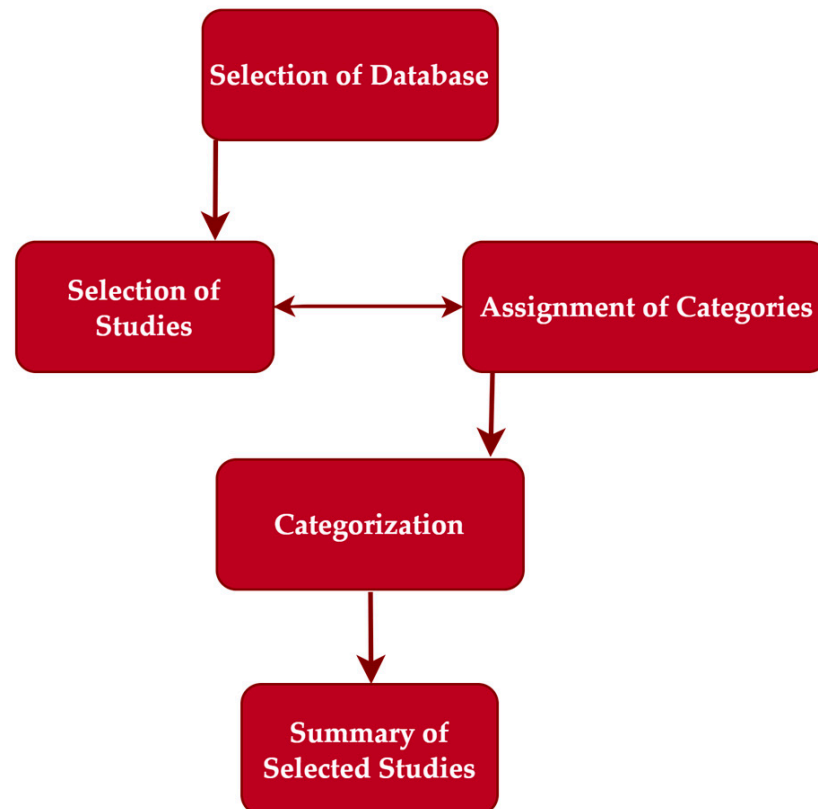 Selection of Database
Selection of
Studies
Assignment of Categories
Categorization
Summary of
Selected Studies